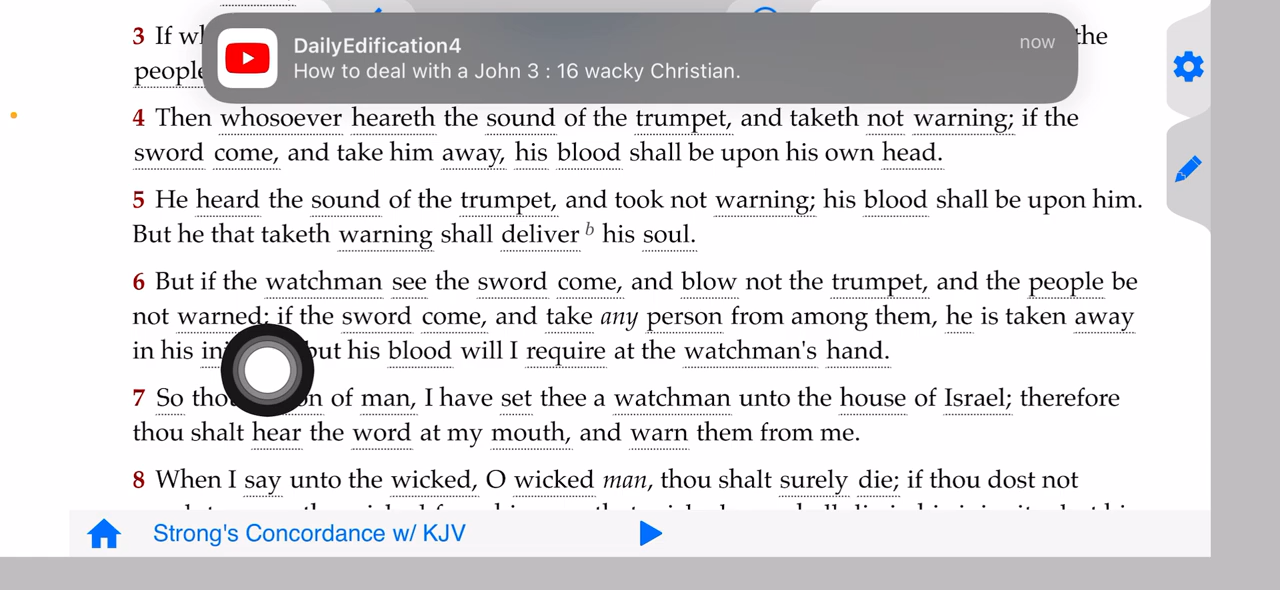 DailyEdification4
now
How to deal with a John 3 : 16 wacky Christian.
3 If the
people
4 Then whosoever heareth the sound of the trumpet, and taketh not warning; if the
sword come, and take him away, his blood shall be upon his own head.
5 He heard the sound of the trumpet, and took not warning; his blood shall be upon him.
But he that taketh warning shall deliver b his soul.
6 But if the watchman see the sword come, and blow not the trumpet, and the people be
not warned; if the sword come, and take any person from among them, he is taken away
in his but his blood will I require at the watchman's hand.
7 So of man, I have set thee a watchman unto the house of Israel; therefore
thou shalt hear the word at my mouth, and warn them from me.
8 When I say unto the wicked, O wicked man, thou shalt surely die; if thou dost not
Strong's Concordance w/ KJV